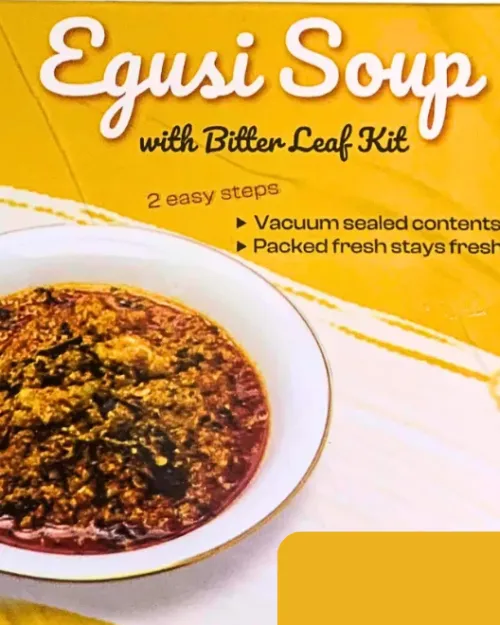 Egusi Soup
with Bitter Leaf Kit
2 easy steps
▸ Vacuum sealed contents
▸ Packed fresh stays fresh